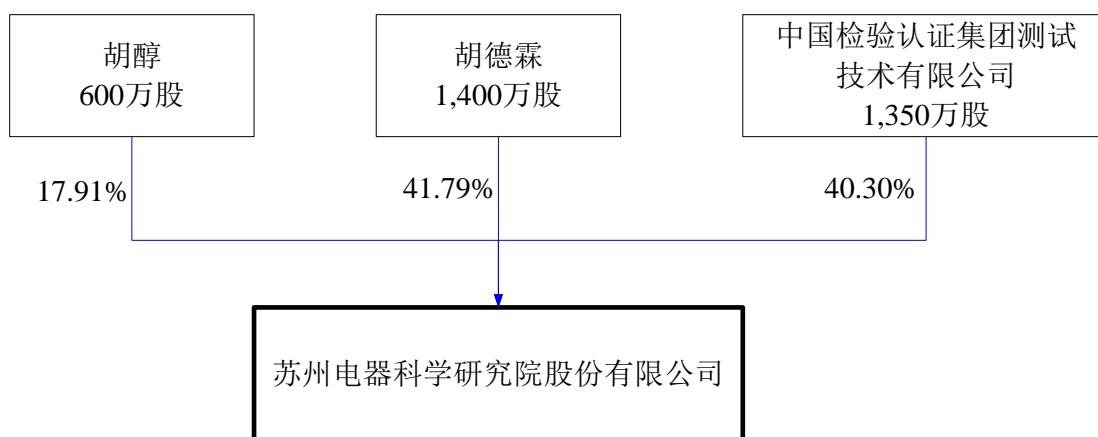 胡醇
600万股
胡德霖
1,400万股
中国检验认证集团测试
技术有限公司
1,350万股
17.91%
41.79%
40.30%
苏州电器科学研究院股份有限公司